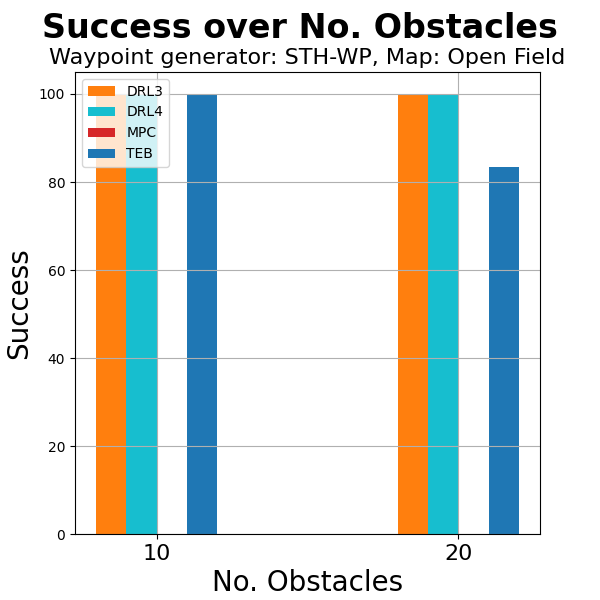 Success over No. Obstacles
Waypoint generator: STH-WP, Map: Open Field
DRL3
DRL4
MPC
TEB
100
80
60
40
20
0
Success
10
20
No. Obstacles